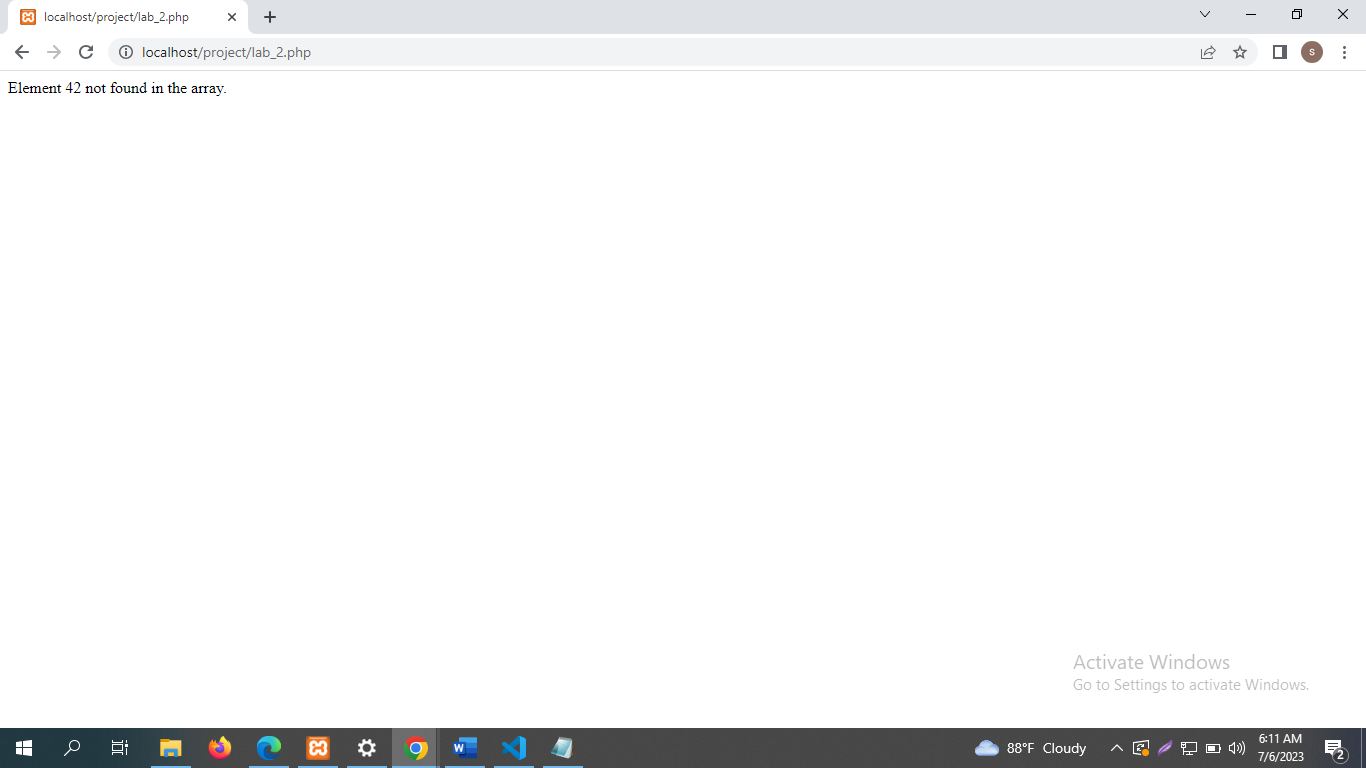 localhost/project/lab_2.php
localhost/project/lab_2.php
S
Element 42 not found in the array.
Activate Windows
Go to Settings to activate Windows.
W
88°F Cloudy
6:11 AM
7/6/2023
2